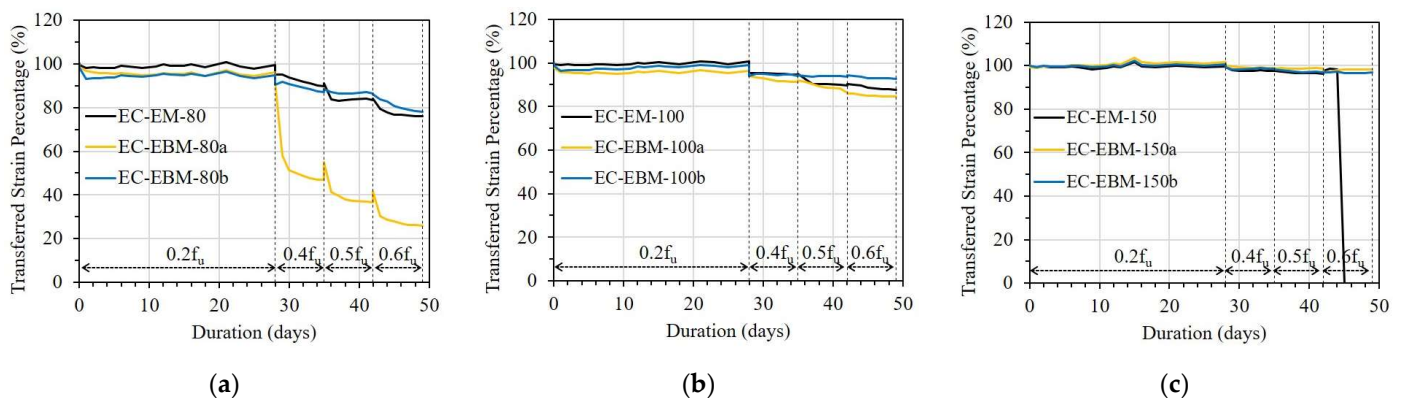 Transferred Strain Percentage (%)
120
100
80
60
40
20
0
EC-EM-80
EC-EBM-80a
EC-EBM-80b
0.2fu
0.4fu
0.5fu
0.6fu
0 10 20 30 40 50
Duration (days)
(a)
Transferred Strain Percentage (%)
120
100
80
60
40
20
0
EC-EM-100
EC-EBM-100a
EC-EBM-100b
0.2fu
0.4fu
0.5fu
0.6fu
0 10 20 30 40 50
Duration (days)
(b)
Transferred Strain Percentage (%)
120
100
80
60
40
20
0
EC-EM-150
EC-EBM-150a
EC-EBM-150b
0.2fu
0.4fu
0.5fu
0.6fu
0 10 20 30 40 50
Duration (days)
(c)